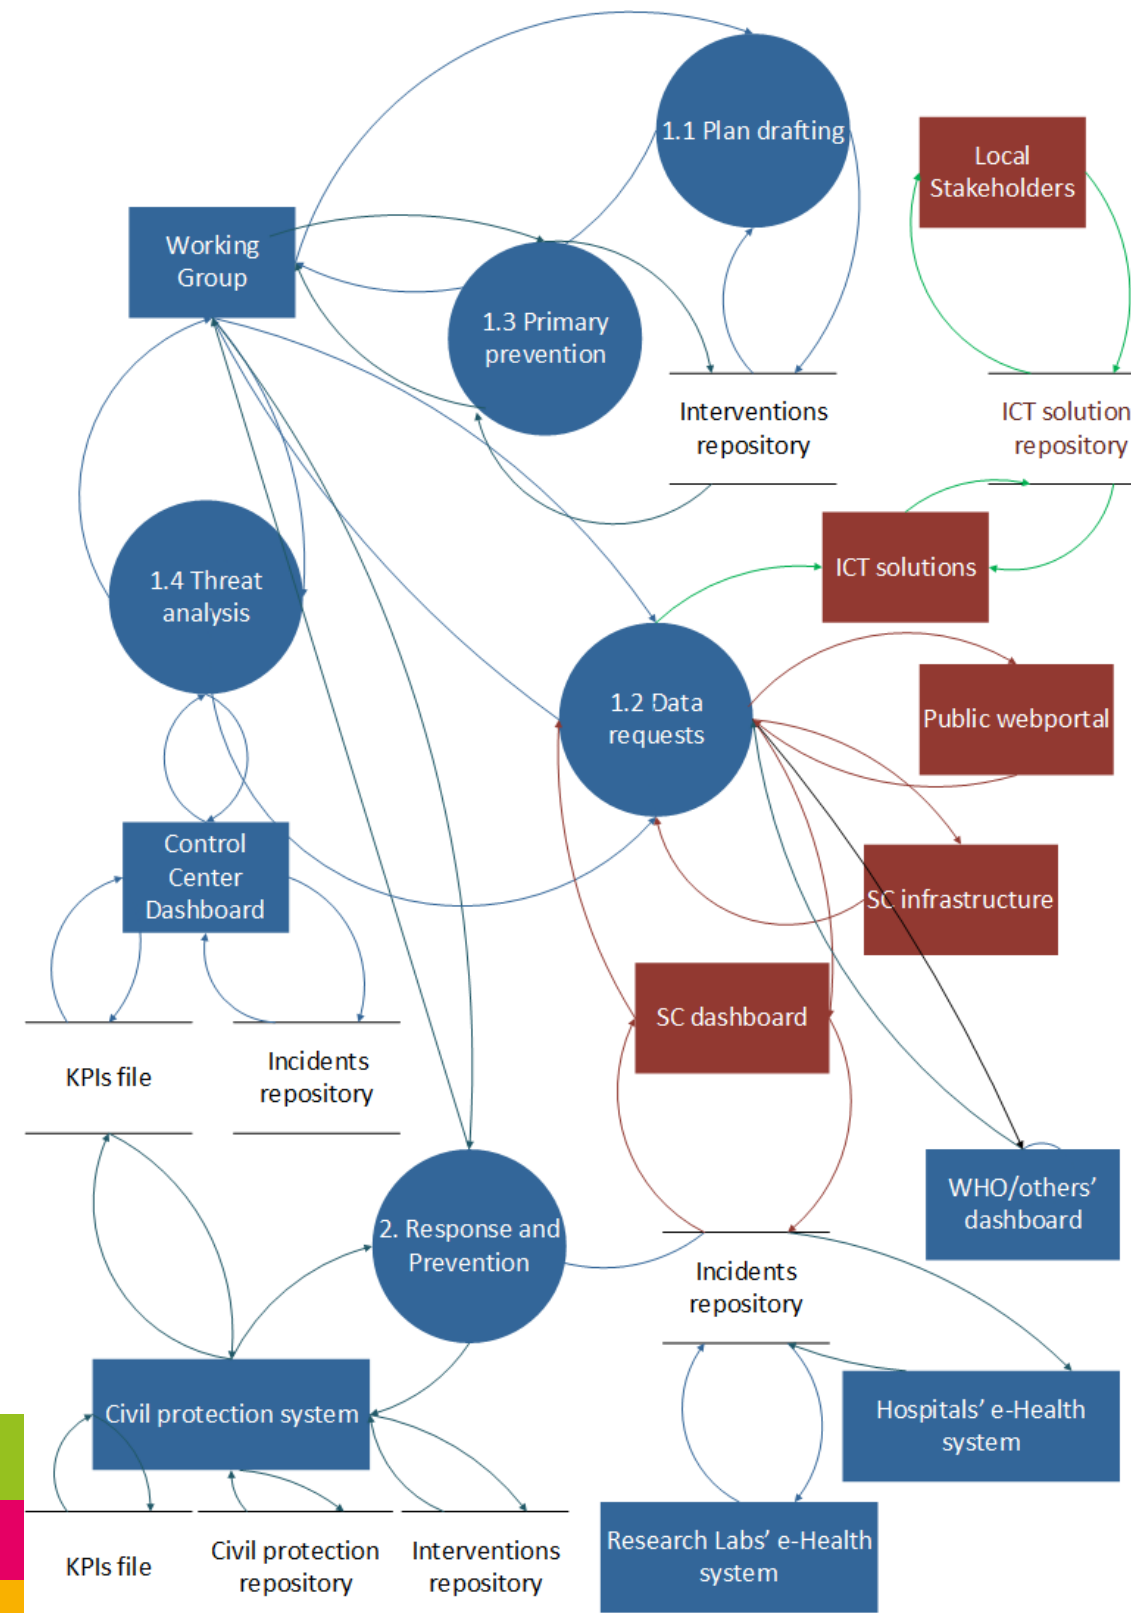 1.1 Plan drafting
Local
Stakeholders
Working
Group
1.3 Primary
prevention
Interventions
repository
ICT solution
repository
1.4 Threat
analysis
ICT solutions
1.2 Data
requests
Public webportal
Control
Center
Dashboard
SC infrastructure
SC dashboard
KPIs file
Incidents
repository
WHO/others’
dashboard
2. Response and
Prevention
Incidents
repository
Civil protection system
Hospitals’ e-Health
system
KPIs file
Civil protection
repository
Interventions
repository
Research Labs’ e-Health
system